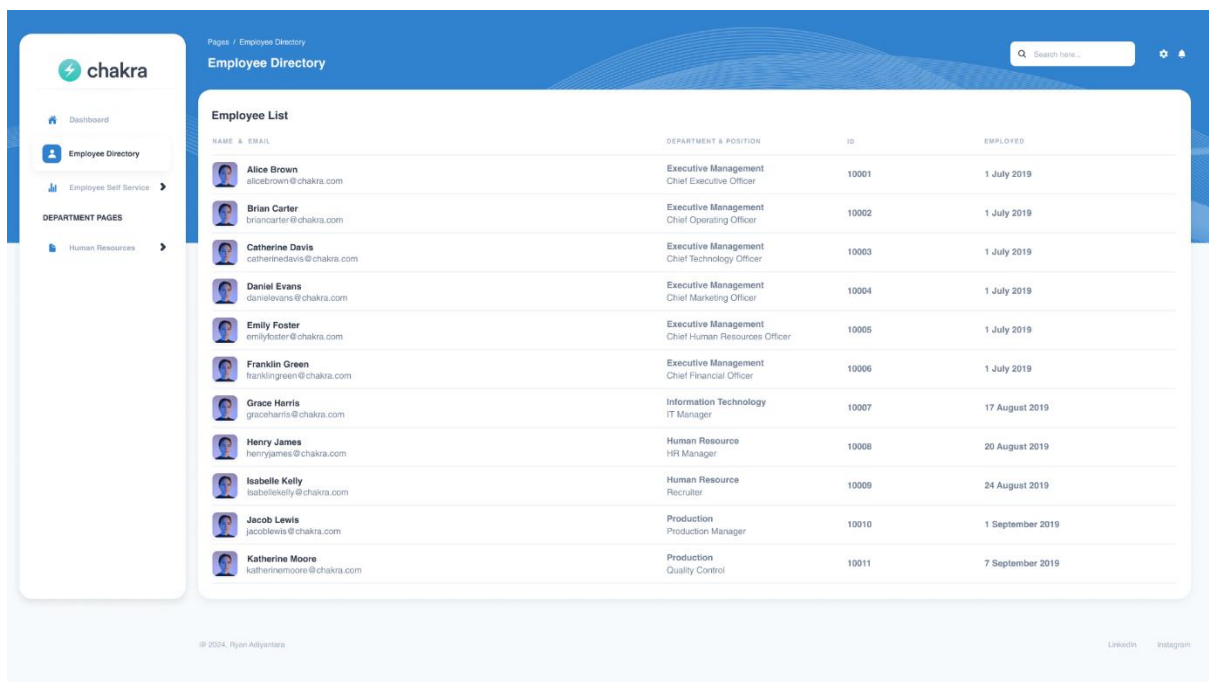 chakra
Dashboard
Employee Directory
Employee Self Service
DEPARTMENT PAGES
Human Resources
Pages / Employee Directory
Employee Directory
Search here...
Employee List
NAME & EMAIL DEPARTMENT & POSITION ID EMPLOYED
Alice Brown Executive Management
alicebrown@chakra.com Chief Executive Officer 10001 1 July 2019
Brian Carter Executive Management
briancarter@chakra.com Chief Operating Officer 10002 1 July 2019
Catherine Davis Executive Management
catherinedavis@chakra.com Chief Technology Officer 10003 1 July 2019
Daniel Evans Executive Management
danielevans@chakra.com Chief Marketing Officer 10004 1 July 2019
Emily Foster Executive Management
emilyfoster@chakra.com Chief Human Resources Officer 10005 1 July 2019
Franklin Green Executive Management
franklingreen@chakra.com Chief Financial Officer 10006 1 July 2019
Grace Harris Information Technology
graceharris@chakra.com IT Manager 10007 17 August 2019
Henry James Human Resource
henryjames@chakra.com HR Manager 10008 20 August 2019
Isabelle Kelly Human Resource
isabellekelly@chakra.com Recruiter 10009 24 August 2019
Jacob Lewis Production
jacoblewis@chakra.com Production Manager 10010 1 September 2019
Katherine Moore Production
katherinemoore@chakra.com Quality Control 10011 7 September 2019
© 2024, Ryan Adiyantara
LinkedIn Instagram